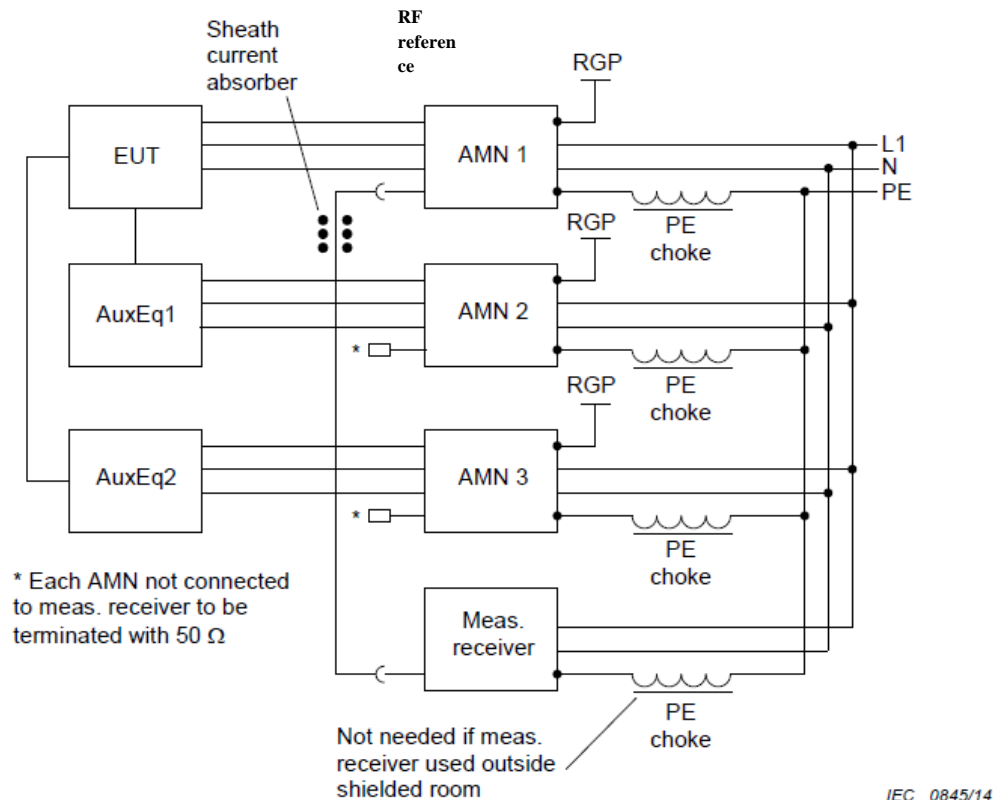 Sheath
current
absorber
RF
referen
ce
RGP
EUT
AMN 1
L1
N
PE
PE
choke
RGP
AuxEq1
AMN 2
*
PE
choke
RGP
AuxEq2
AMN 3
*
PE
choke
* Each AMN not connected
to meas. receiver to be
terminated with 50 Ω
Meas.
receiver
PE
choke
Not needed if meas.
receiver used outside
shielded room
IEC 0845/14